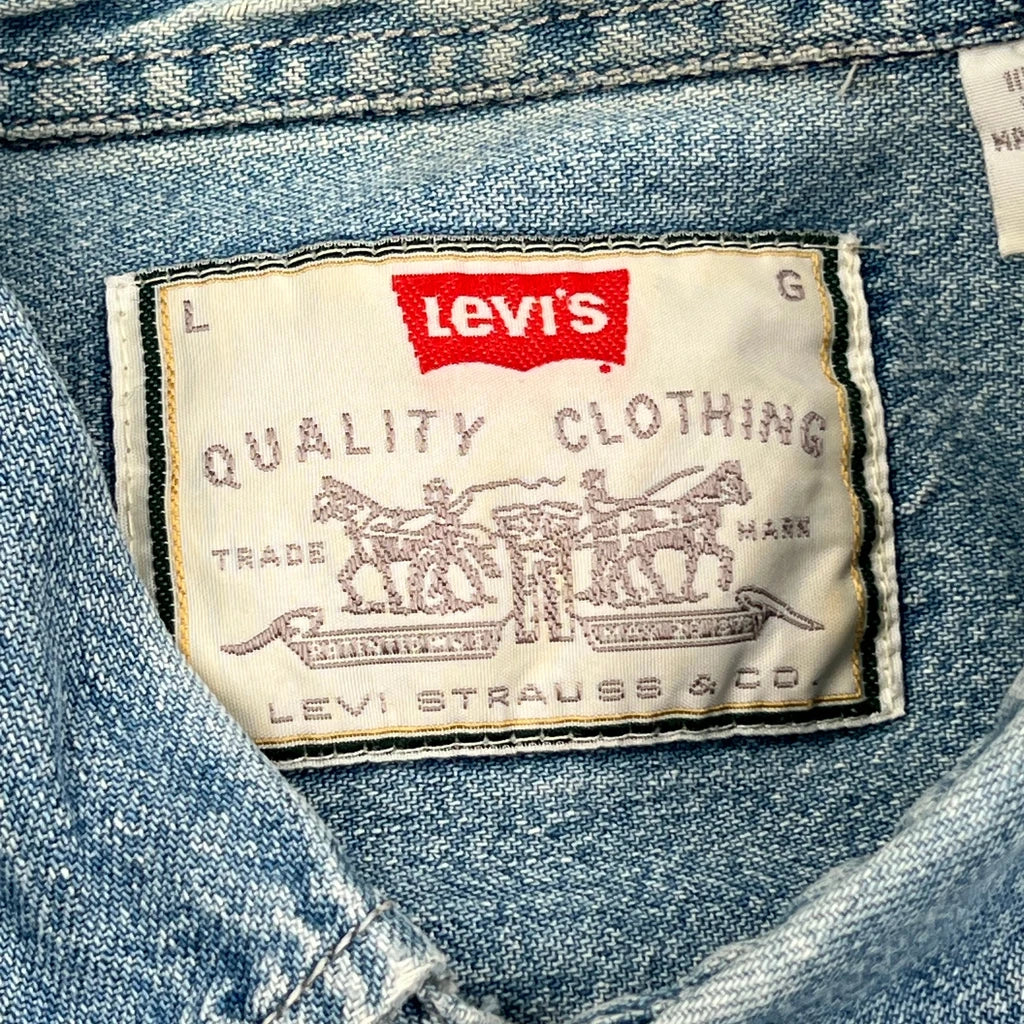 L G
LEVI'S
QUALITY CLOTHING
TRADE MARK
LEVI STRAUSS & CO.